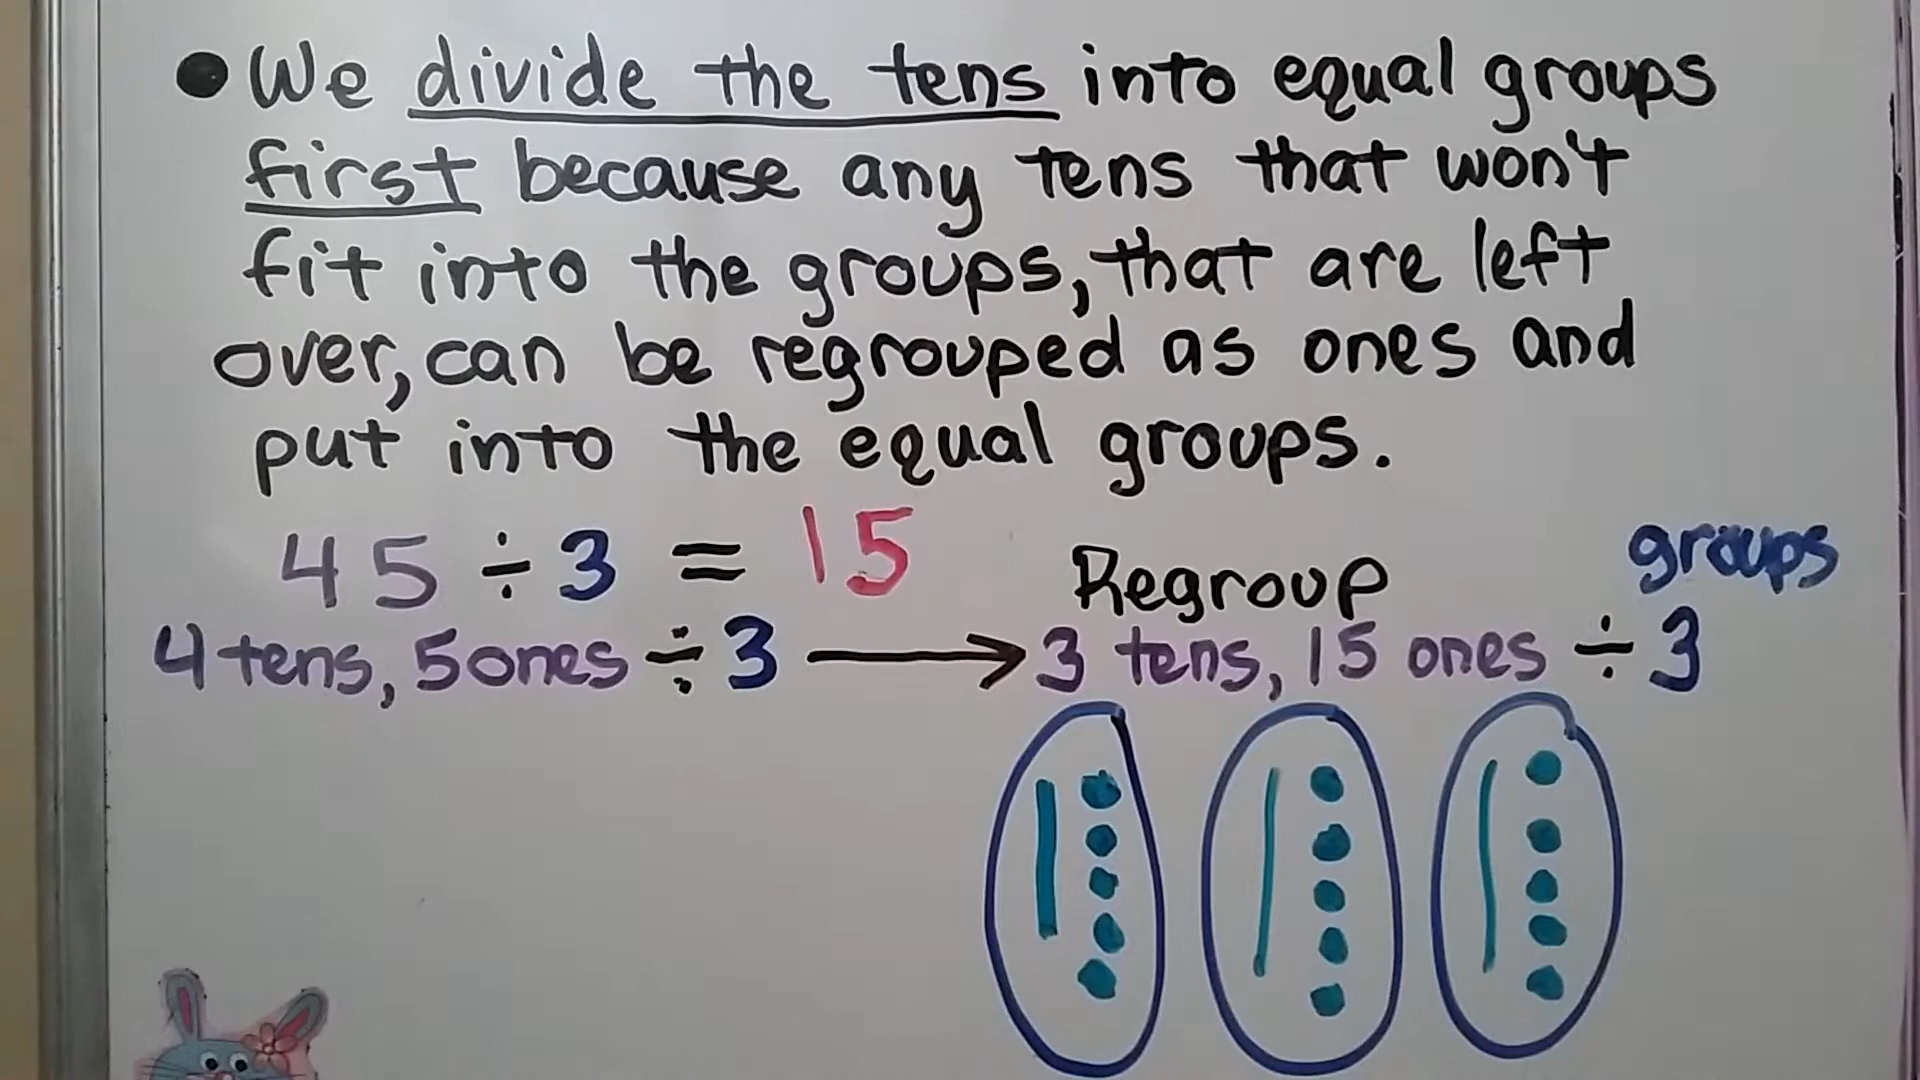 • We divide the tens into equal groups
first because any tens that won't
fit into the groups, that are left
over, can be regrouped as ones and
put into the equal groups.
45 ÷ 3 = 15
Regroup
groups
4 tens, 5 ones ÷ 3 → 3 tens, 15 ones ÷ 3